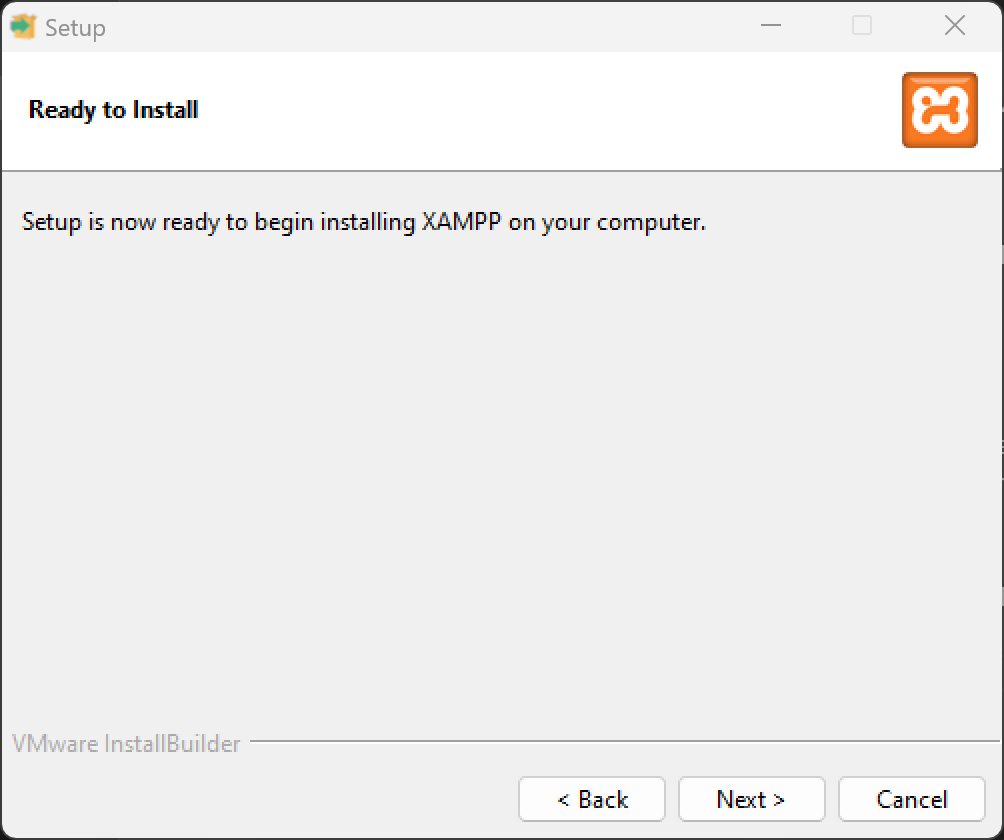 Setup
Ready to Install
Setup is now ready to begin installing XAMPP on your computer.
VMware InstallBuilder
< Back
Next >
Cancel